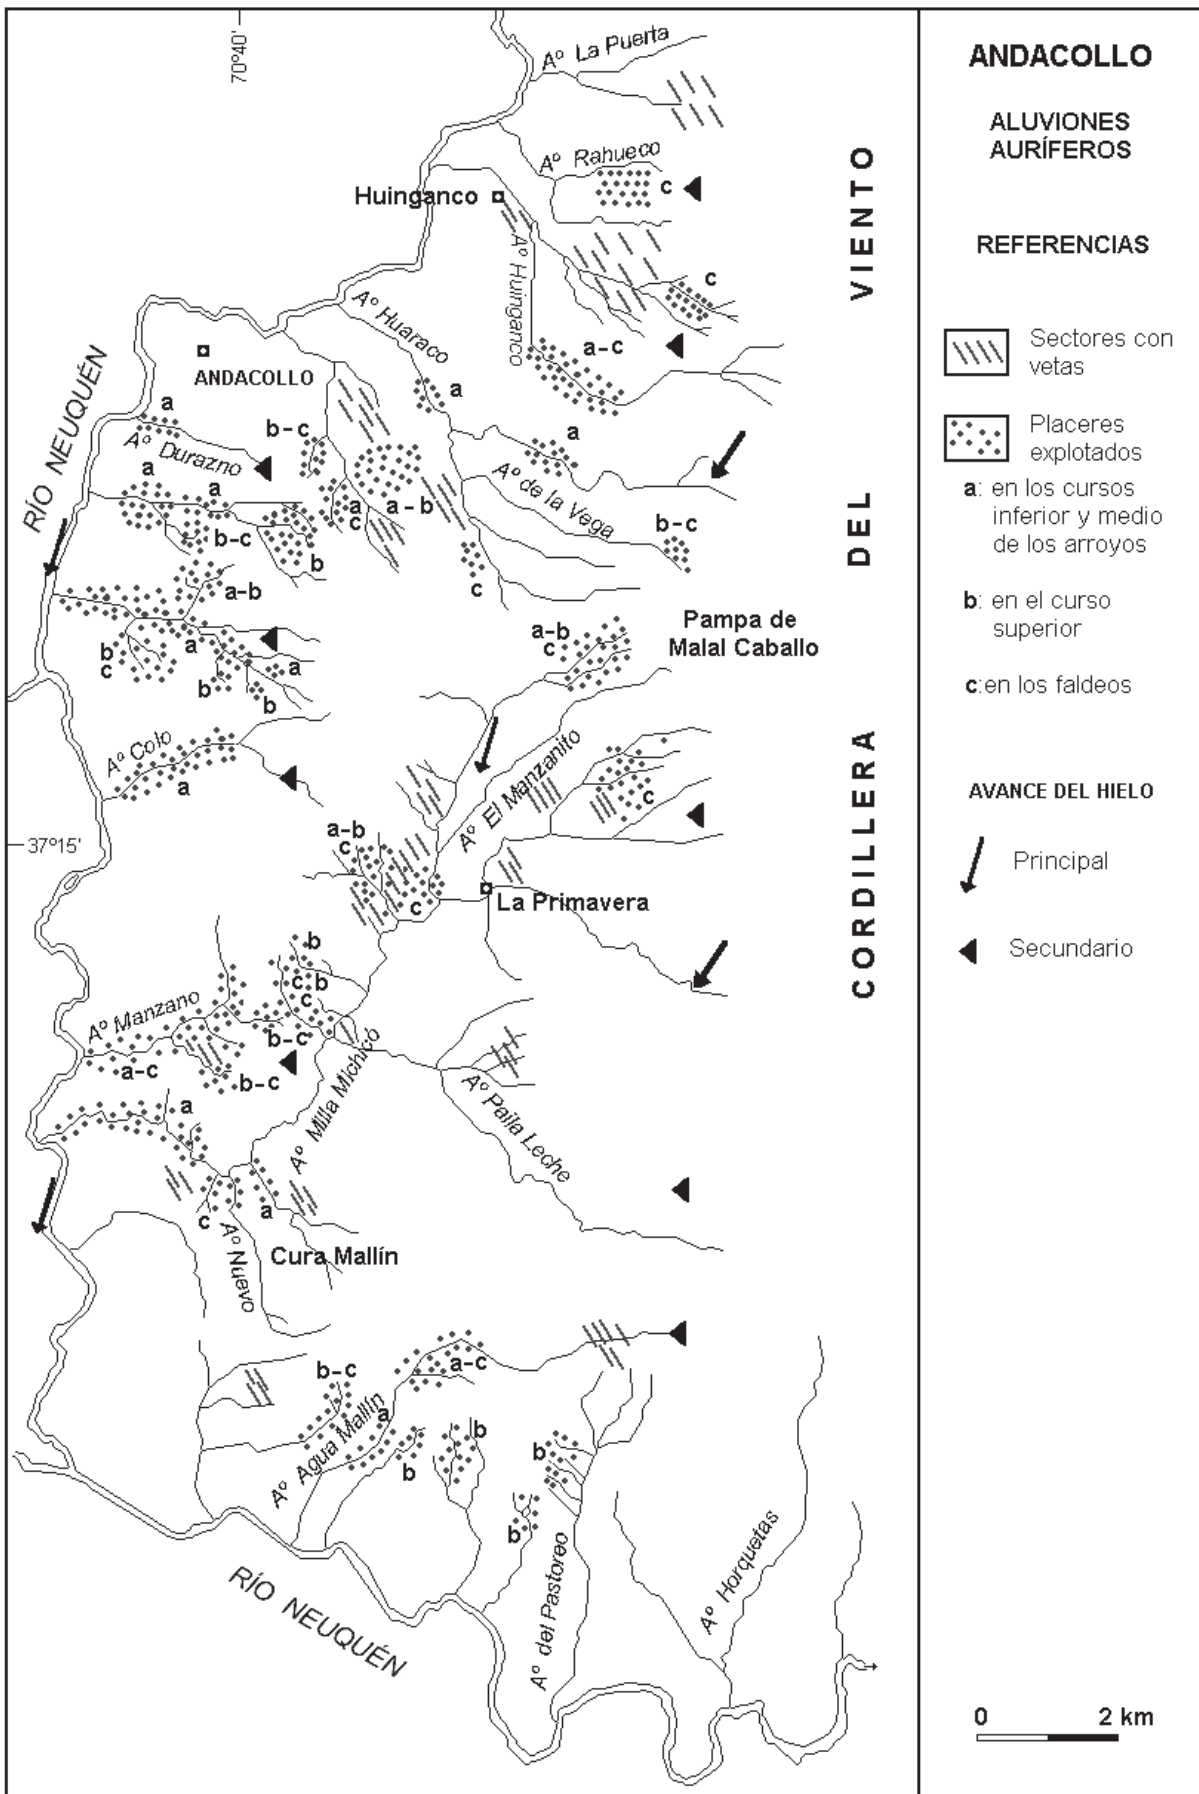 70°40'
Aº La Puerta
Aº Rahueco
c
Huinganco
Aº Huinganco
c
Aº Huaraco
a-c
ANDACOLLO
a
a
b-c
a
Aº Durazno
a
a
a-b
a
c
Aº de la Vega
b-c
b-c
b
c
RÍO NEUQUÉN
a-b
a-b
c
Pampa de
Malal Caballo
b
c
a
a
b
b
Aº Colo
a
Aº El Manzanito
c
37º15'
a-b
c
c
La Primavera
b
c
b
c
Aº Manzano
b-c
a-c
b-c
Aº Milla Michicó
Aº Pailla Leche
a
c
a
Aº Nuevo
Cura Mallín
b-c
a-c
Aº Agua Mallín
a
b
b
b
b
Aº del Pastoreo
Aº Horquetas
RÍO NEUQUÉN
CORDILLERA DEL VIENTO
ANDACOLLO
ALUVIONES
AURÍFEROS
REFERENCIAS
Sectores con
vetas
Placeres
explotados
a: en los cursos
inferior y medio
de los arroyos
b: en el curso
superior
c:en los faldeos
AVANCE DEL HIELO
Principal
Secundario
0 2 km